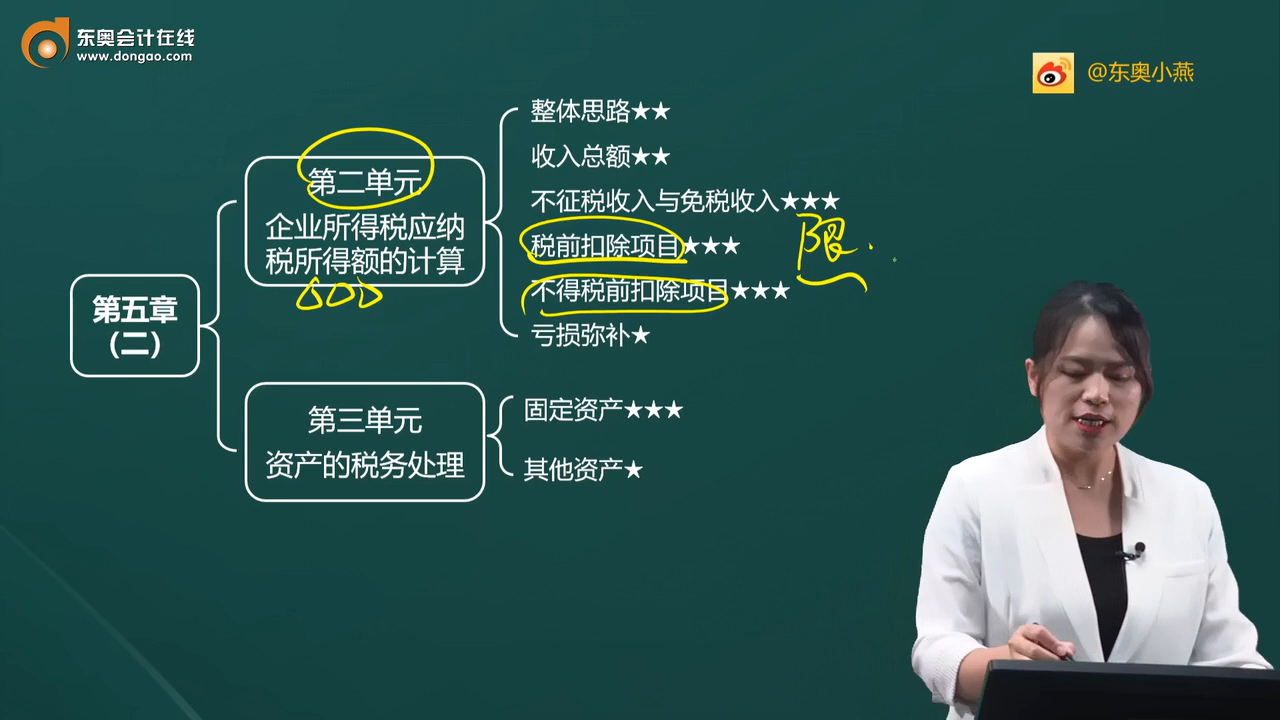 东奥会计在线
www.dongao.com
@东奥小燕
第五章
（二）
第二单元
企业所得税应纳
税所得额的计算
整体思路★★
收入总额★★
不征税收入与免税收入★★★
税前扣除项目★★★
限
不得税前扣除项目★★★
亏损弥补★
第三单元
资产的税务处理
固定资产★★★
其他资产★